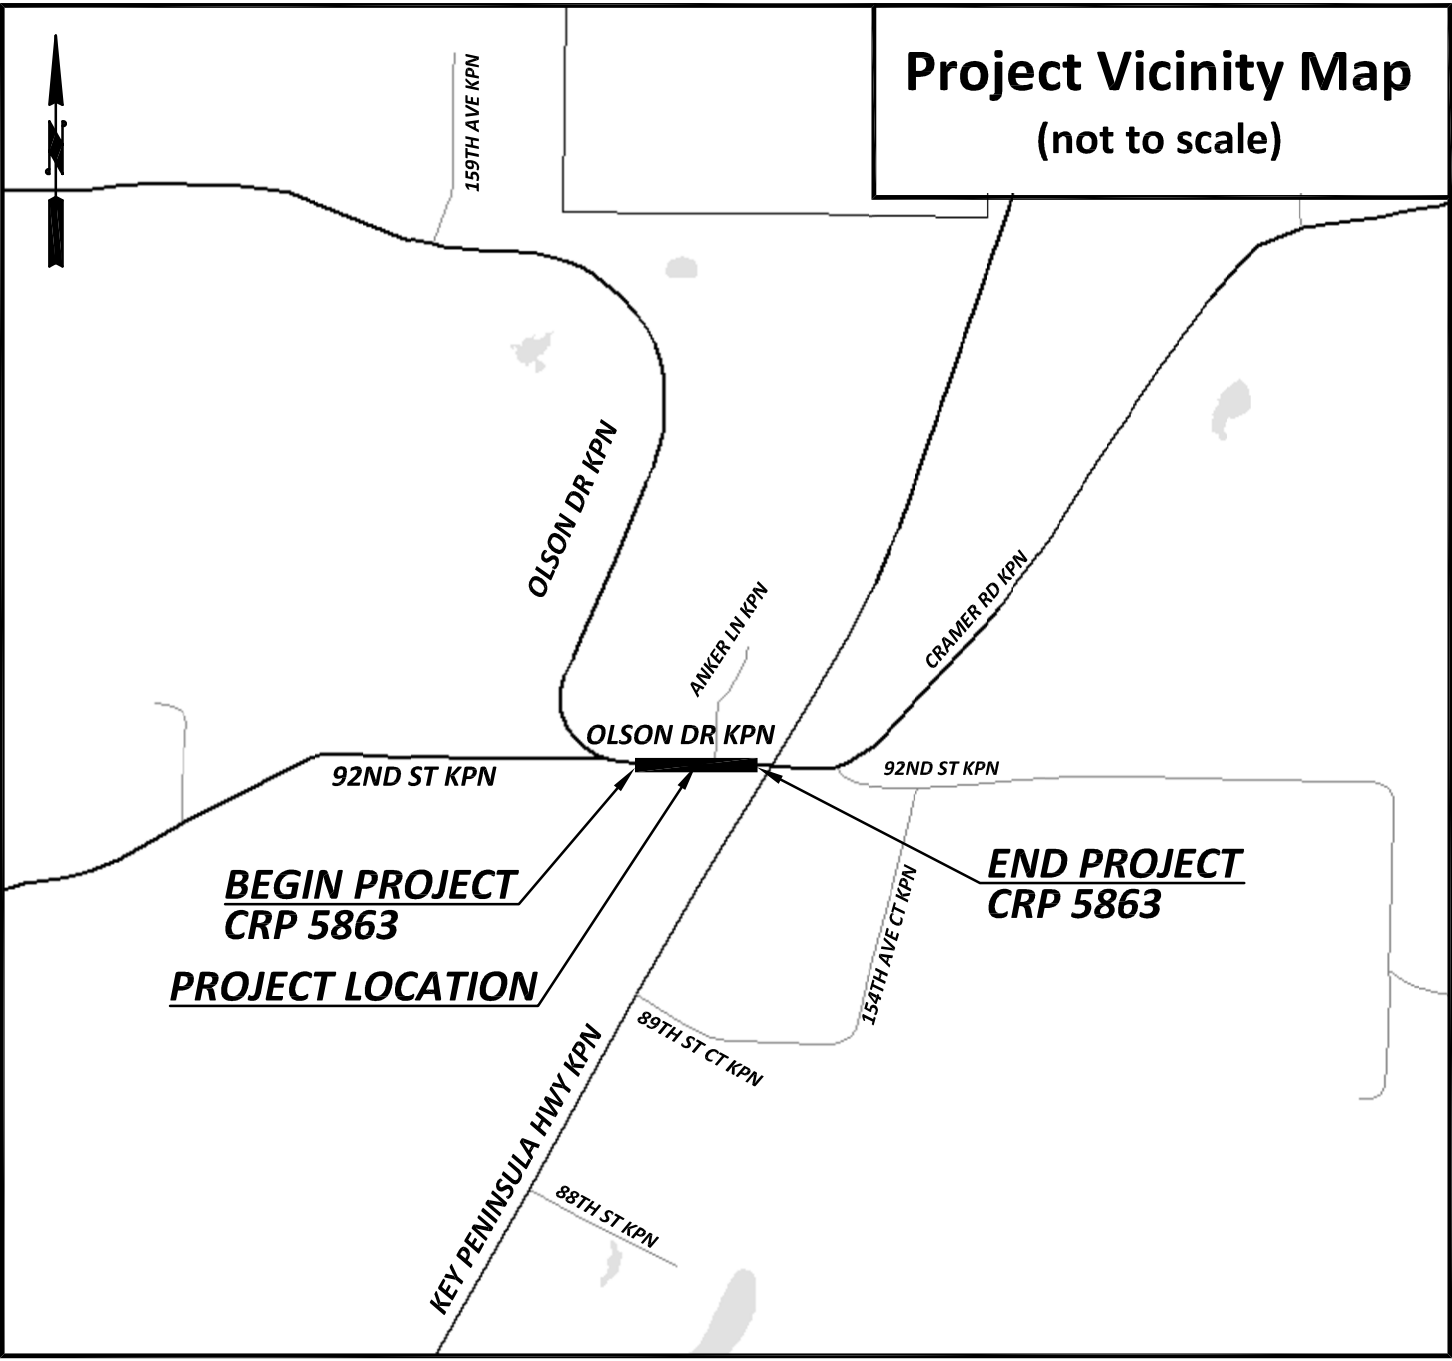 Project Vicinity Map
(not to scale)
N
159TH AVE KPN
OLSON DR KPN
ANKER LN KPN
CRAMER RD KPN
OLSON DR KPN
92ND ST KPN
92ND ST KPN
BEGIN PROJECT
CRP 5863
END PROJECT
CRP 5863
PROJECT LOCATION
154TH AVE CT KPN
89TH ST CT KPN
KEY PENINSULA HWY KPN
88TH ST KPN